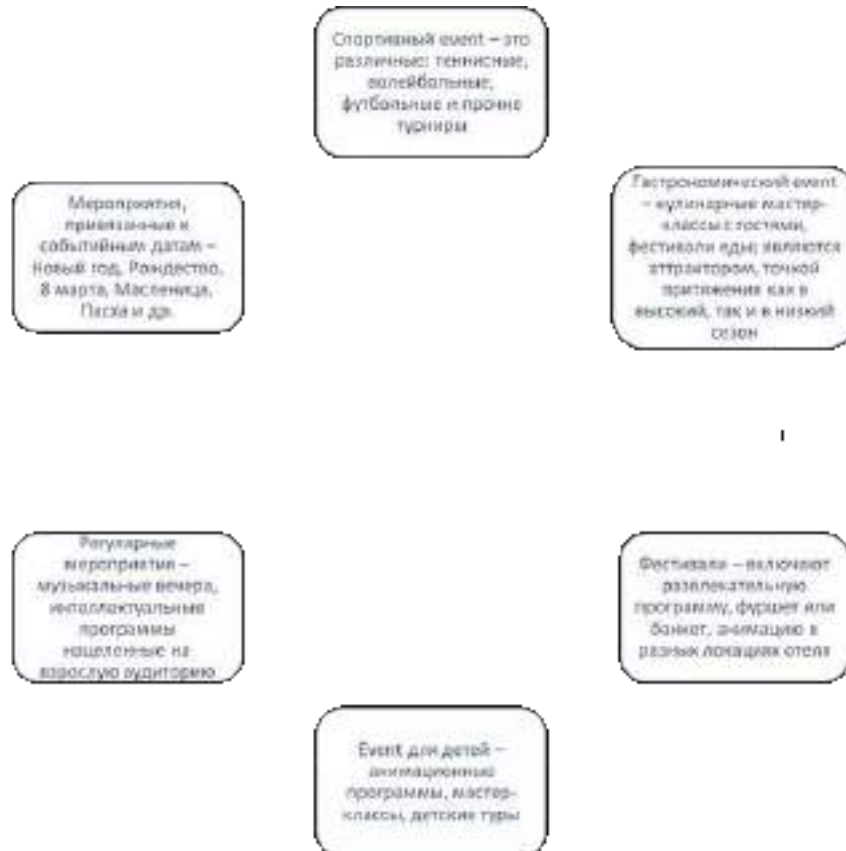 Спортивный event – это
различные: теннисные,
волейбольные,
футбольные и прочие
турниры
Мероприятия,
привязанные к
событийным датам –
Новый год, Рождество,
8 марта, Масленица,
Пасха и др.
Гастрономический event
– кулинарные мастер-
классы с гостями,
фестивали еды; являются
аттрактором, точкой
притяжения как в
высокий, так и в низкий
сезон
Регулярные
мероприятия –
музыкальные вечера,
интеллектуальные
программы
нацеленные на
взрослую аудиторию
Фестивали – включают
развлекательную
программу, фуршет или
банкет, анимацию в
разных локациях отеля
Event для детей –
анимационные
программы, мастер-
классы, детские туры